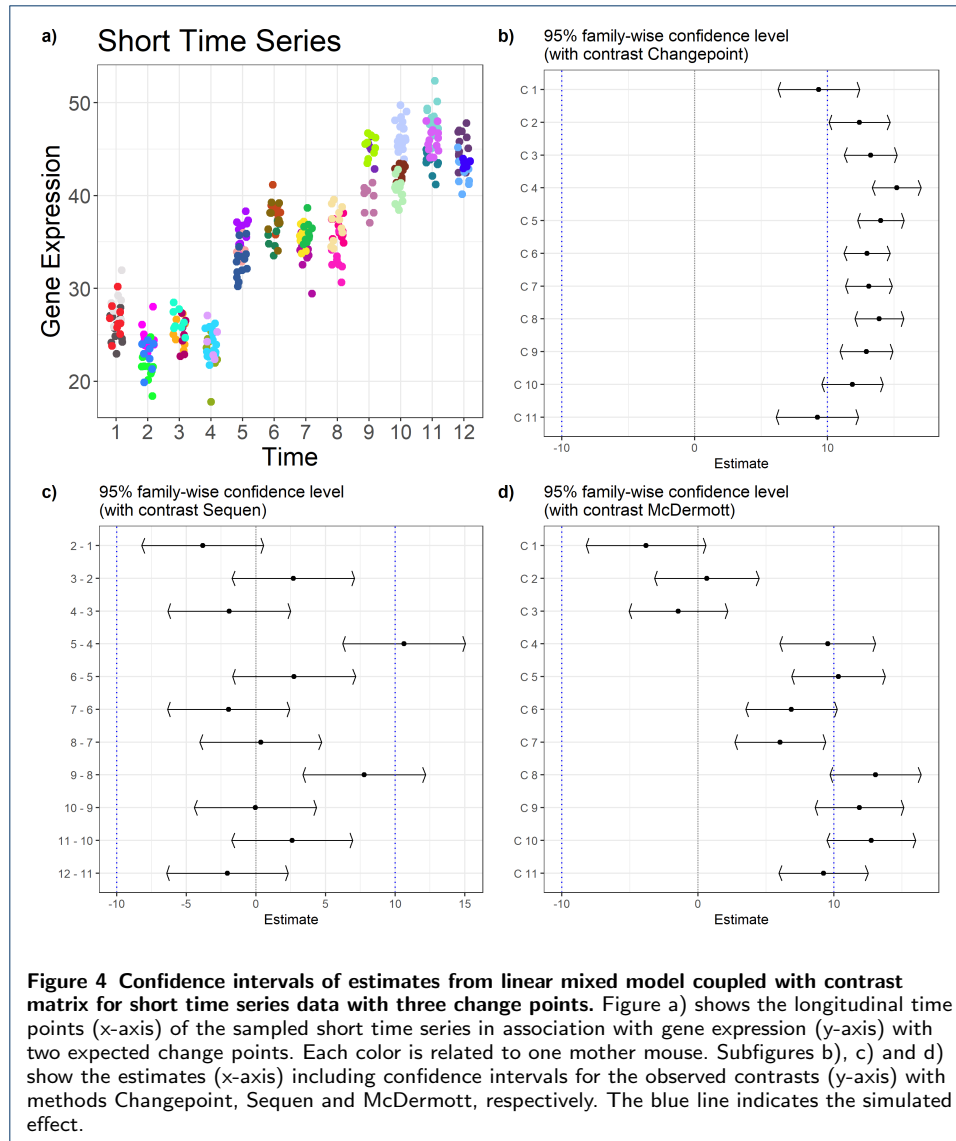 a) Short Time Series
Gene Expression
50
40
30
20
1 2 3 4 5 6 7 8 9 10 11 12
Time
b) 95% family-wise confidence level
(with contrast Changepoint)
C 1
C 2
C 3
C 4
C 5
C 6
C 7
C 8
C 9
C 10
C 11
-10 0 10
Estimate
c) 95% family-wise confidence level
(with contrast Sequen)
2 - 1
3 - 2
4 - 3
5 - 4
6 - 5
7 - 6
8 - 7
9 - 8
10 - 9
11 - 10
12 - 11
-10 -5 0 5 10 15
Estimate
d) 95% family-wise confidence level
(with contrast McDermott)
C 1
C 2
C 3
C 4
C 5
C 6
C 7
C 8
C 9
C 10
C 11
-10 0 10
Estimate
Figure 4 Confidence intervals of estimates from linear mixed model coupled with contrast
matrix for short time series data with three change points. Figure a) shows the longitudinal time
points (x-axis) of the sampled short time series in association with gene expression (y-axis) with
two expected change points. Each color is related to one mother mouse. Subfigures b), c) and d)
show the estimates (x-axis) including confidence intervals for the observed contrasts (y-axis) with
methods Changepoint, Sequen and McDermott, respectively. The blue line indicates the simulated
effect.